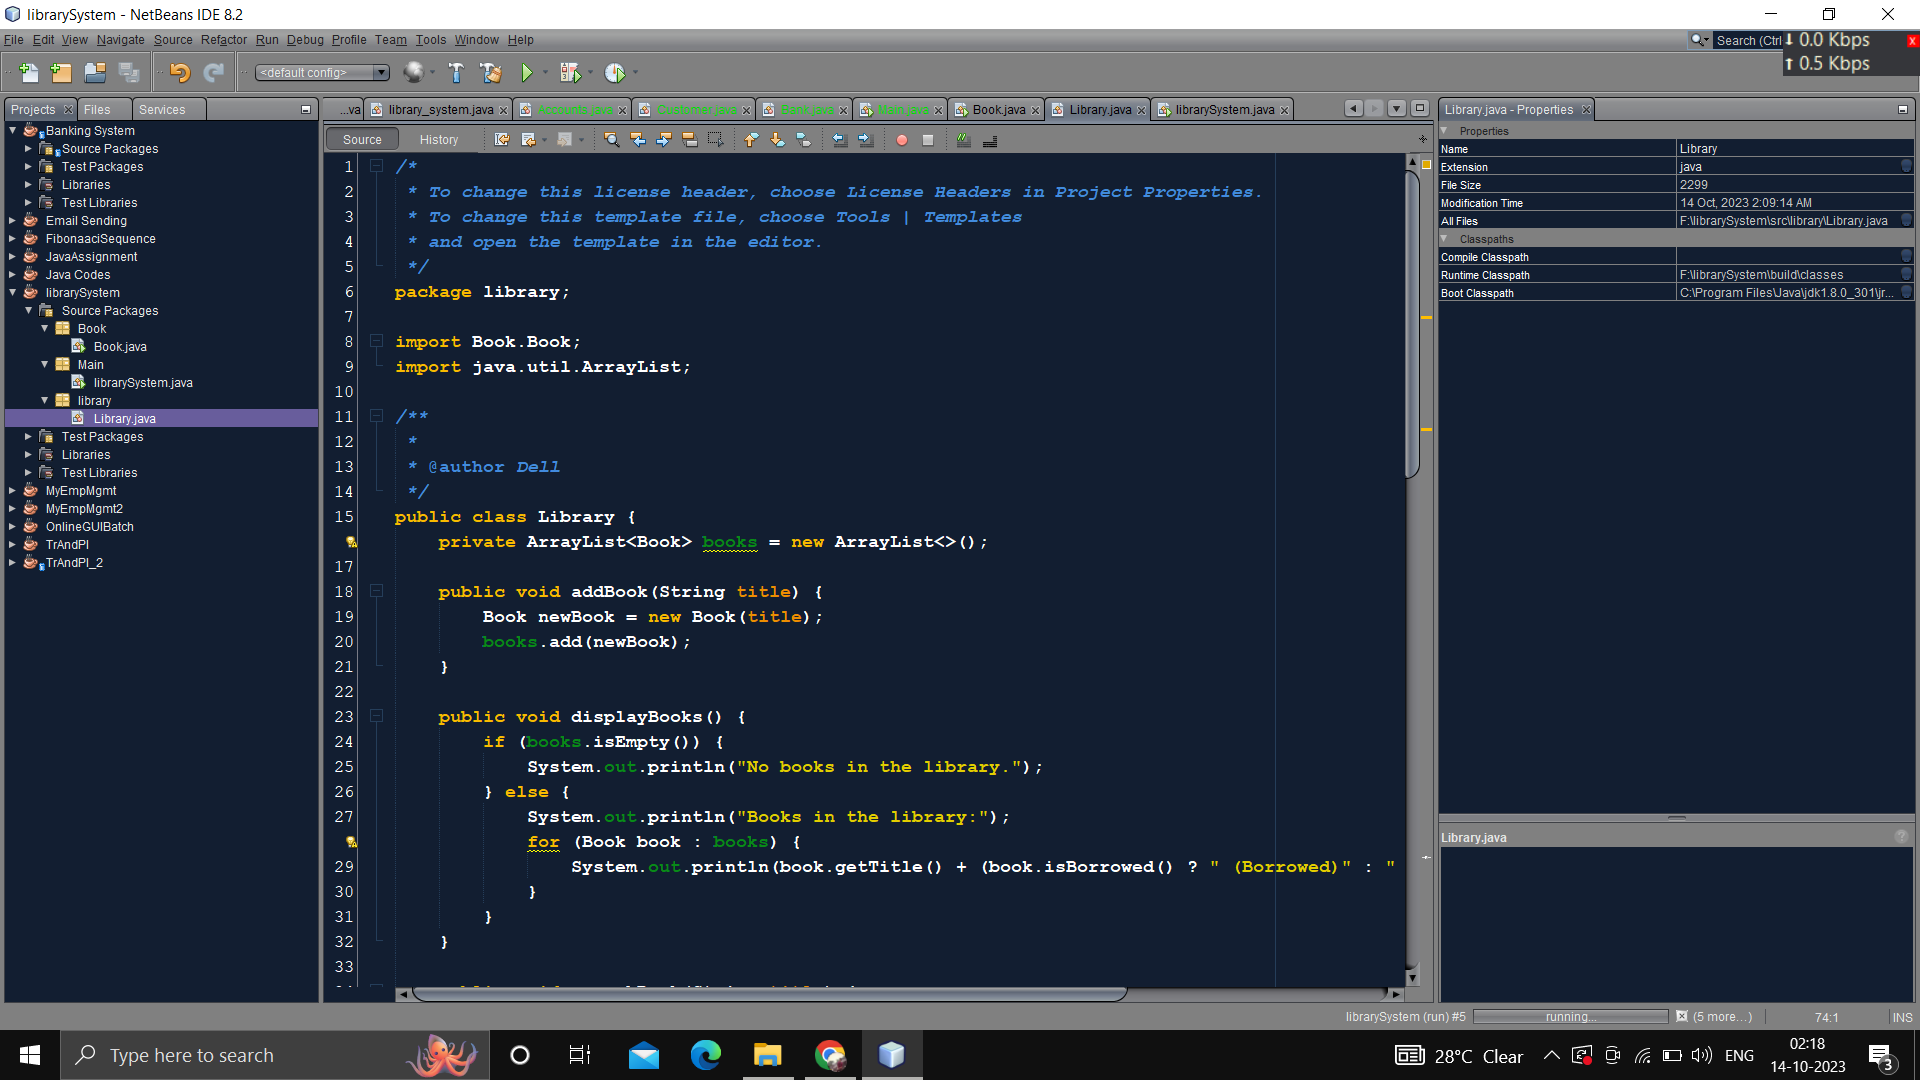 librarySystem - NetBeans IDE 8.2
File Edit View Navigate Source Refactor Run Debug Profile Team Tools Window Help
Search (Ctrl
0.0 Kbps
0.5 Kbps
<default config>
Projects Files Services
...va library_system.java Accounts.java Customer.java Bank.java Main.java Book.java Library.java librarySystem.java
Library.java - Properties
Source History
Banking System
Source Packages
Test Packages
Libraries
Test Libraries
Email Sending
FibonaaciSequence
JavaAssignment
Java Codes
librarySystem
Source Packages
Book
Book.java
Main
librarySystem.java
library
Library.java
Test Packages
Libraries
Test Libraries
MyEmpMgmt
MyEmpMgmt2
OnlineGUIBatch
TrAndPI
TrAndPI_2
1 /*
2 * To change this license header, choose License Headers in Project Properties.
3 * To change this template file, choose Tools | Templates
4 * and open the template in the editor.
5 */
6 package library;
7
8 import Book.Book;
9 import java.util.ArrayList;
10
11 /**
12 *
13 * @author Dell
14 */
15 public class Library {
private ArrayList<Book> books = new ArrayList<>();
17
18 public void addBook(String title) {
19 Book newBook = new Book(title);
20 books.add(newBook);
21 }
22
23 public void displayBooks() {
24 if (books.isEmpty()) {
25 System.out.println("No books in the library.");
26 } else {
27 System.out.println("Books in the library:");
for (Book book : books) {
29 System.out.println(book.getTitle() + (book.isBorrowed() ? " (Borrowed)" : "
30 }
31 }
32 }
33
Properties
Name Library
Extension java
File Size 2299
Modification Time 14 Oct, 2023 2:09:14 AM
All Files F:\librarySystem\src\library\Library.java
Classpaths
Compile Classpath
Runtime Classpath F:\librarySystem\build\classes
Boot Classpath C:\Program Files\Java\jdk1.8.0_301\jr...
Library.java
librarySystem (run) #5 running... (5 more...) 74:1 INS
Type here to search
28°C Clear
ENG
02:18
14-10-2023
3